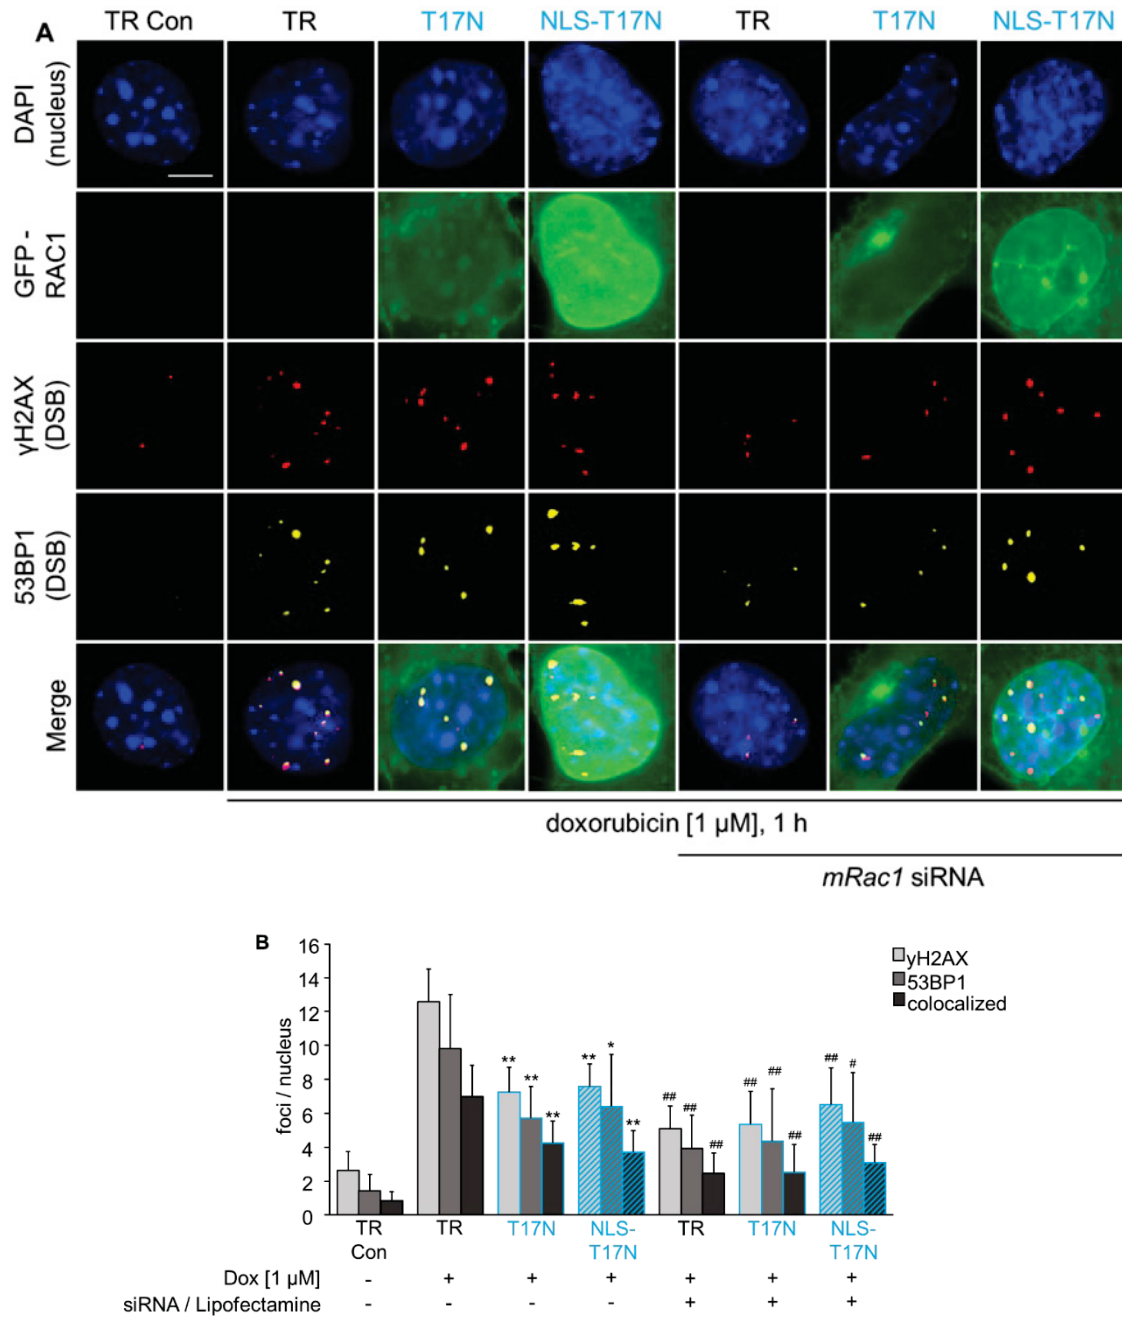 A
TR Con TR T17N NLS-T17N TR T17N NLS-T17N
DAPI
(nucleus)
GFP -
RAC1
γH2AX
(DSB)
53BP1
(DSB)
Merge
doxorubicin [1 µM], 1 h
mRac1 siRNA
B
16
14
12
10
8
6
4
2
0
foci / nucleus
yH2AX
53BP1
colocalized
** ** **
** * **
## ## ##
## ## ##
## # ##
TR TR T17N NLS- TR T17N NLS-
Con T17N T17N
Dox [1 µM] - + + + + + +
siRNA / Lipofectamine - - - - + + +